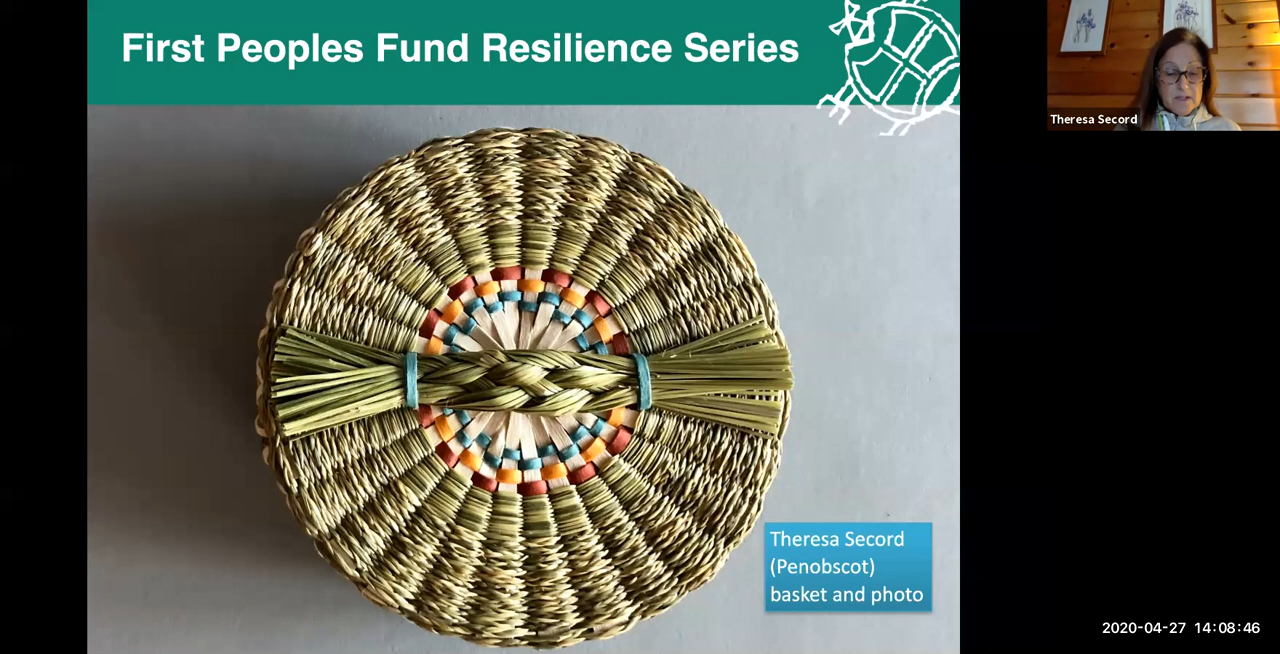 First Peoples Fund Resilience Series
Theresa Secord
Theresa Secord
(Penobscot)
basket and photo
2020-04-27 14:08:46